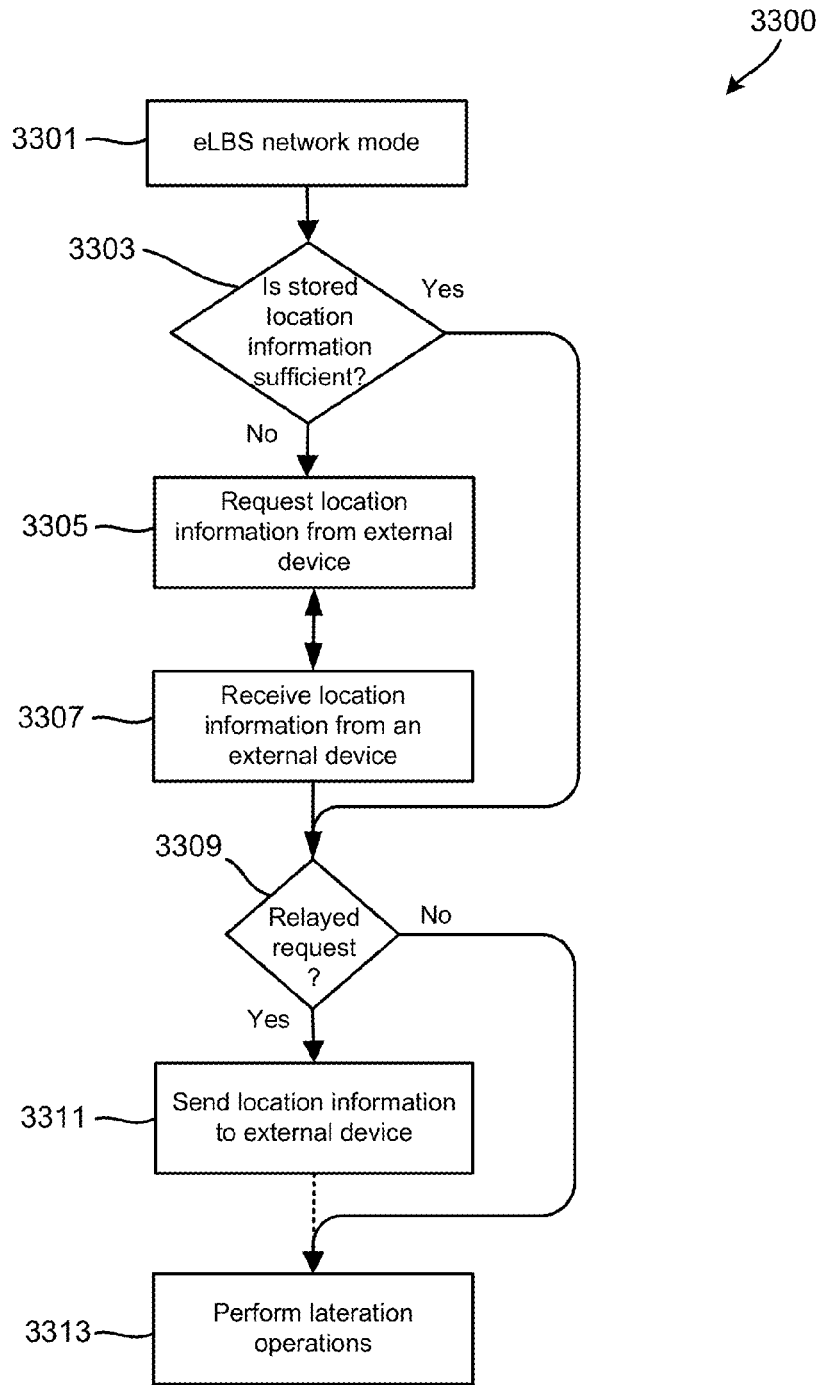 3300
3301
eLBS network mode
3303
Is stored
location
information
sufficient?
Yes
No
3305
Request location
information from external
device
3307
Receive location
information from an
external device
3309
Relayed
request
?
No
Yes
3311
Send location information
to external device
3313
Perform lateration
operations